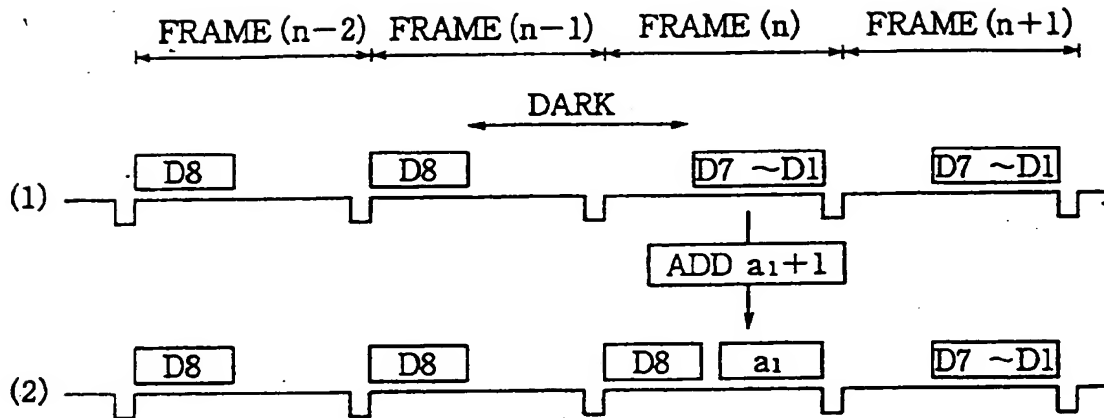 FRAME (n−2) FRAME (n−1) FRAME (n) FRAME (n+1)
DARK
(1) D8 D8 D7 ~D1 D7 ~D1
ADD a1+1
(2) D8 D8 D8 a1 D7 ~D1